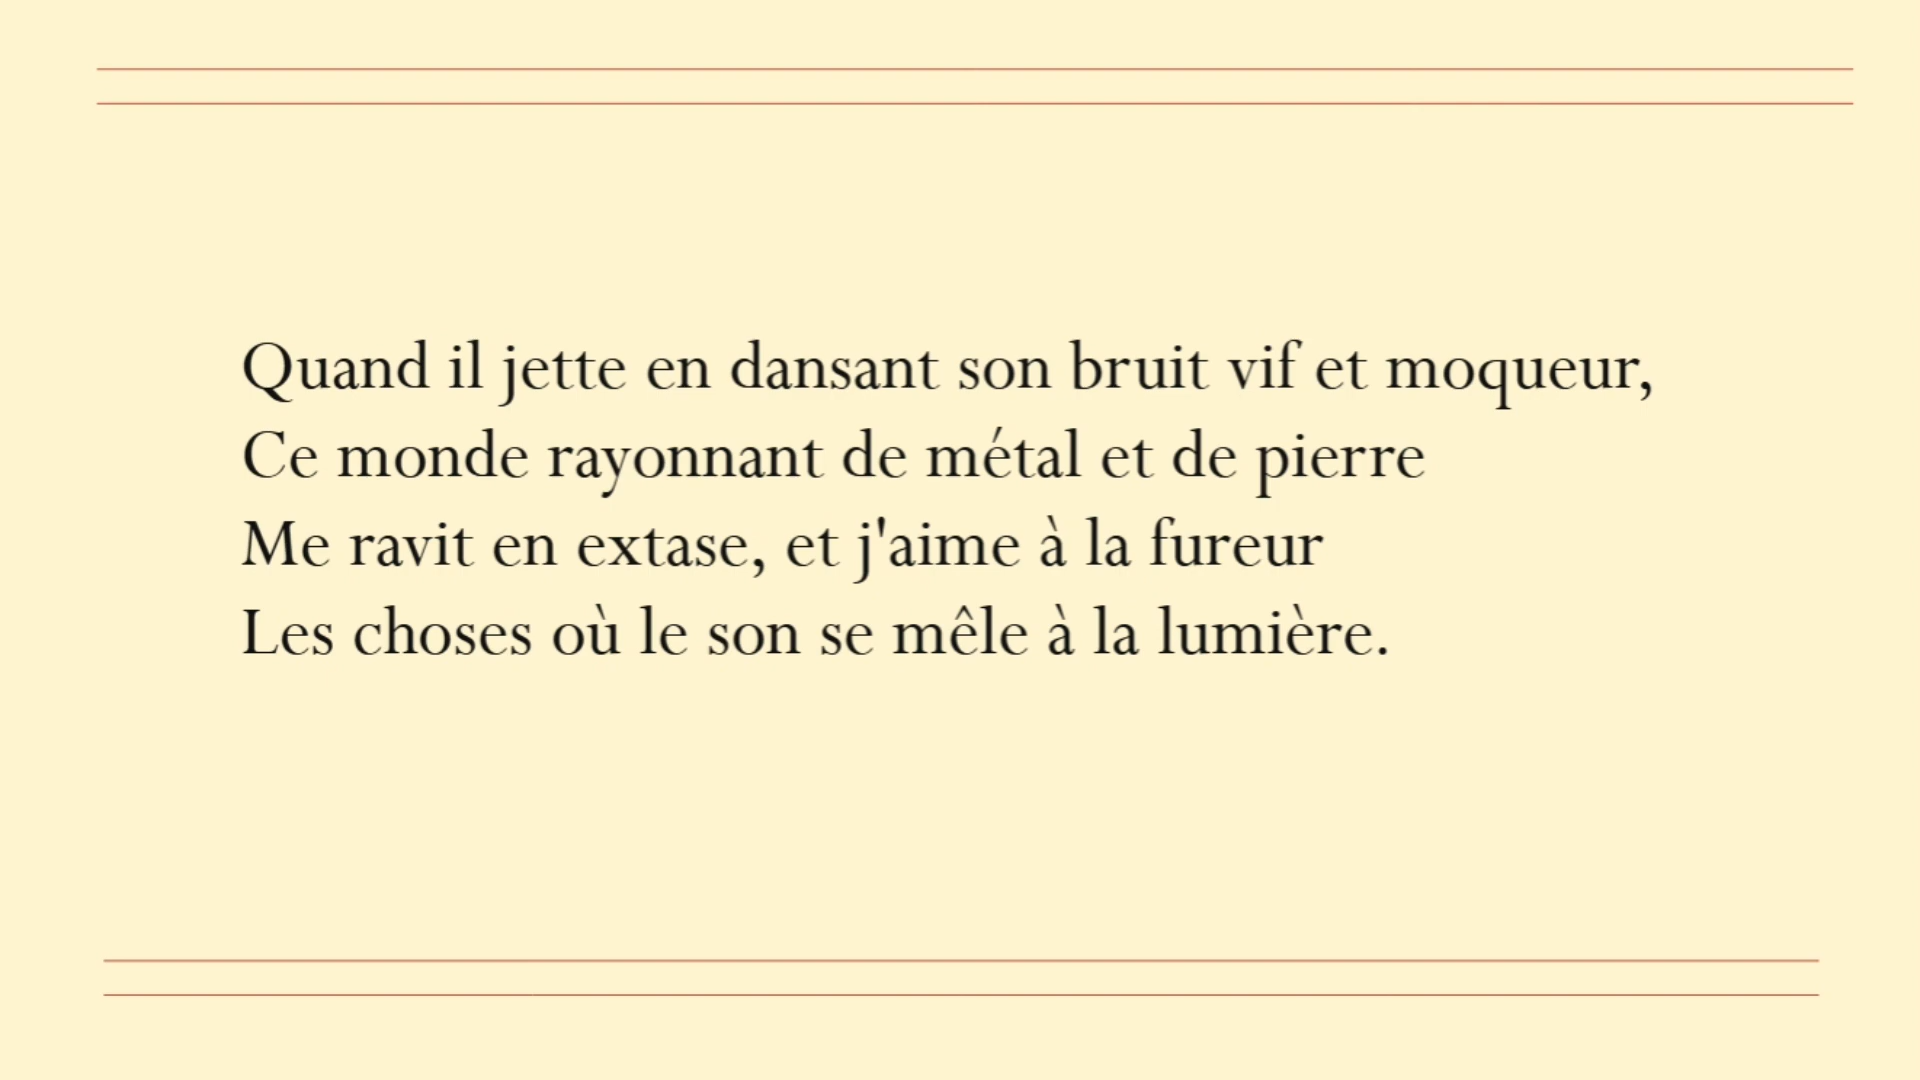 Quand il jette en dansant son bruit vif et moqueur,
Ce monde rayonnant de métal et de pierre
Me ravit en extase, et j'aime à la fureur
Les choses où le son se mêle à la lumière.